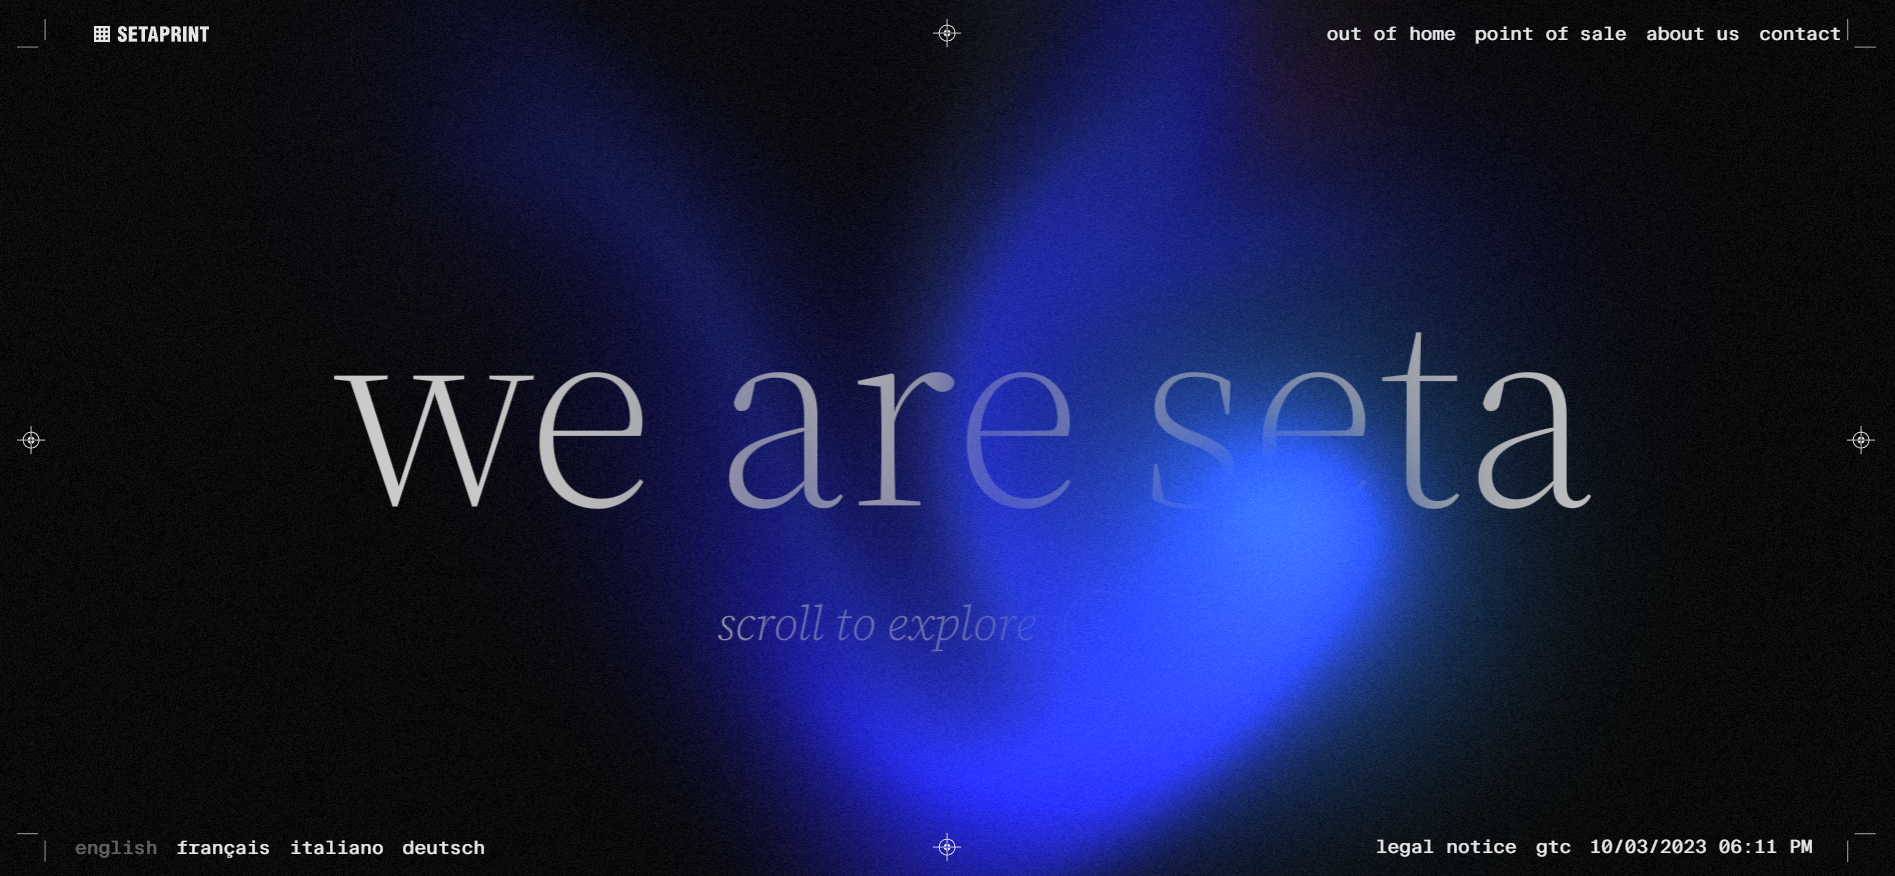 SETAPRINT
out of home point of sale about us contact
we are seta
scroll to explore
english français italiano deutsch
legal notice gtc 10/03/2023 06:11 PM